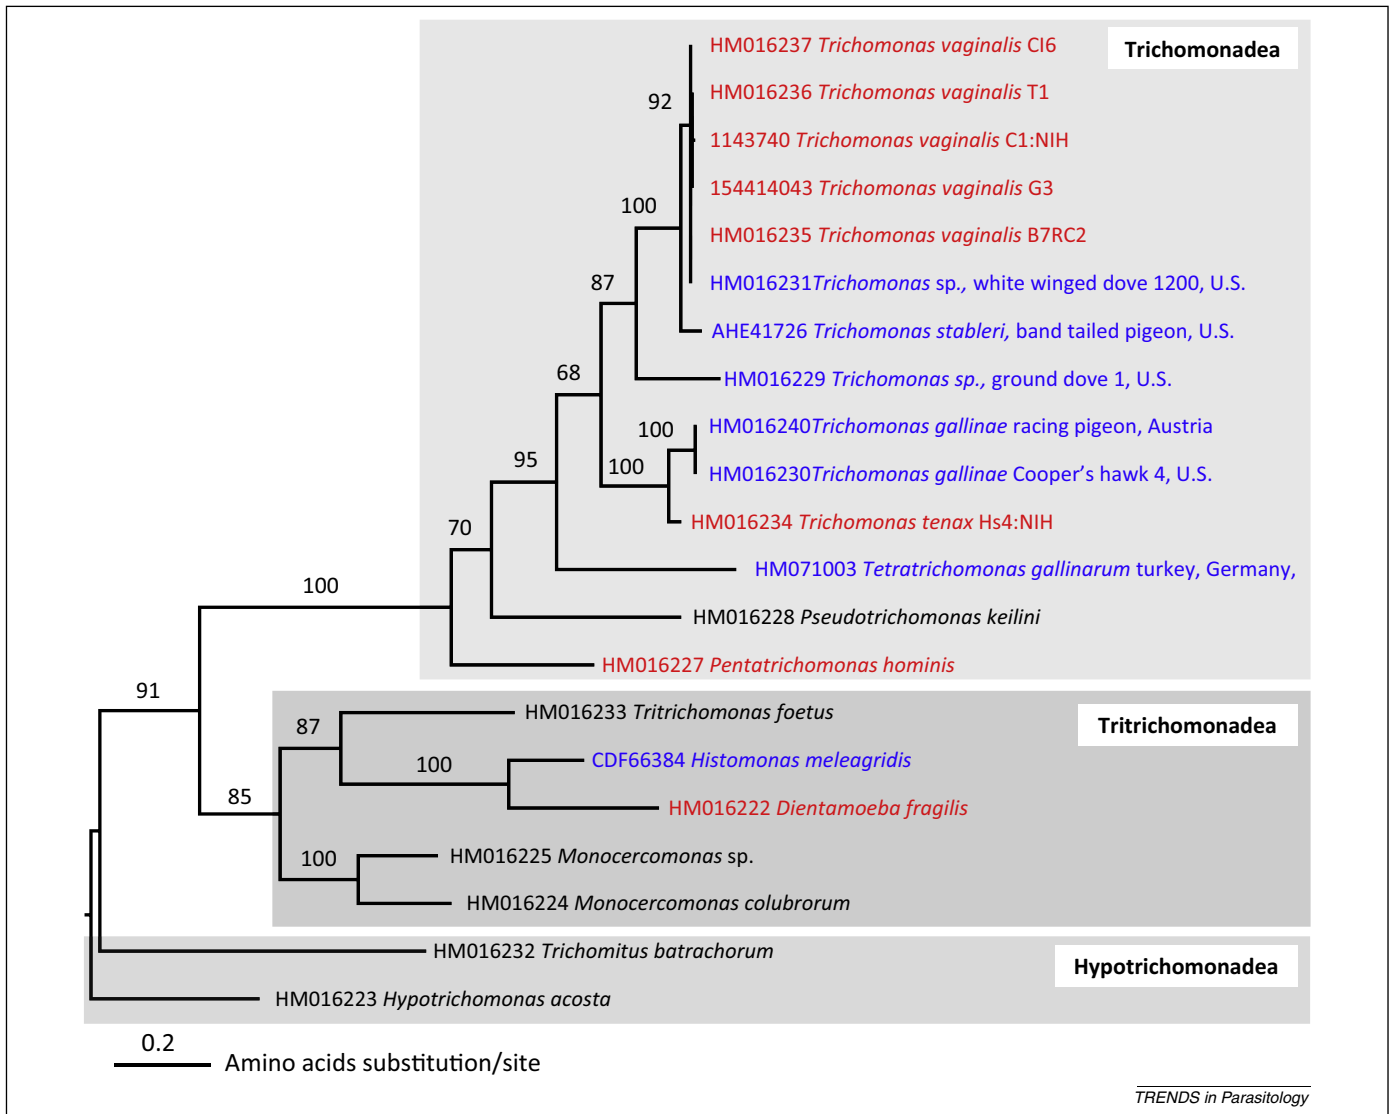 HM016237 Trichomonas vaginalis CI6
Trichomonadea
92
HM016236 Trichomonas vaginalis T1
1143740 Trichomonas vaginalis C1:NIH
154414043 Trichomonas vaginalis G3
100
HM016235 Trichomonas vaginalis B7RC2
87
HM016231Trichomonas sp., white winged dove 1200, U.S.
AHE41726 Trichomonas stableri, band tailed pigeon, U.S.
68
HM016229 Trichomonas sp., ground dove 1, U.S.
100
HM016240Trichomonas gallinae racing pigeon, Austria
95
100
HM016230Trichomonas gallinae Cooper’s hawk 4, U.S.
70
HM016234 Trichomonas tenax Hs4:NIH
HM071003 Tetratrichomonas gallinarum turkey, Germany,
100
HM016228 Pseudotrichomonas keilini
HM016227 Pentatrichomonas hominis
91
HM016233 Tritrichomonas foetus
Tritrichomonadea
87
100
CDF66384 Histomonas meleagridis
85
HM016222 Dientamoeba fragilis
100
HM016225 Monocercomonas sp.
HM016224 Monocercomonas colubrorum
HM016232 Trichomitus batrachorum
Hypotrichomonadea
HM016223 Hypotrichomonas acosta
0.2
Amino acids substitution/site
TRENDS in Parasitology